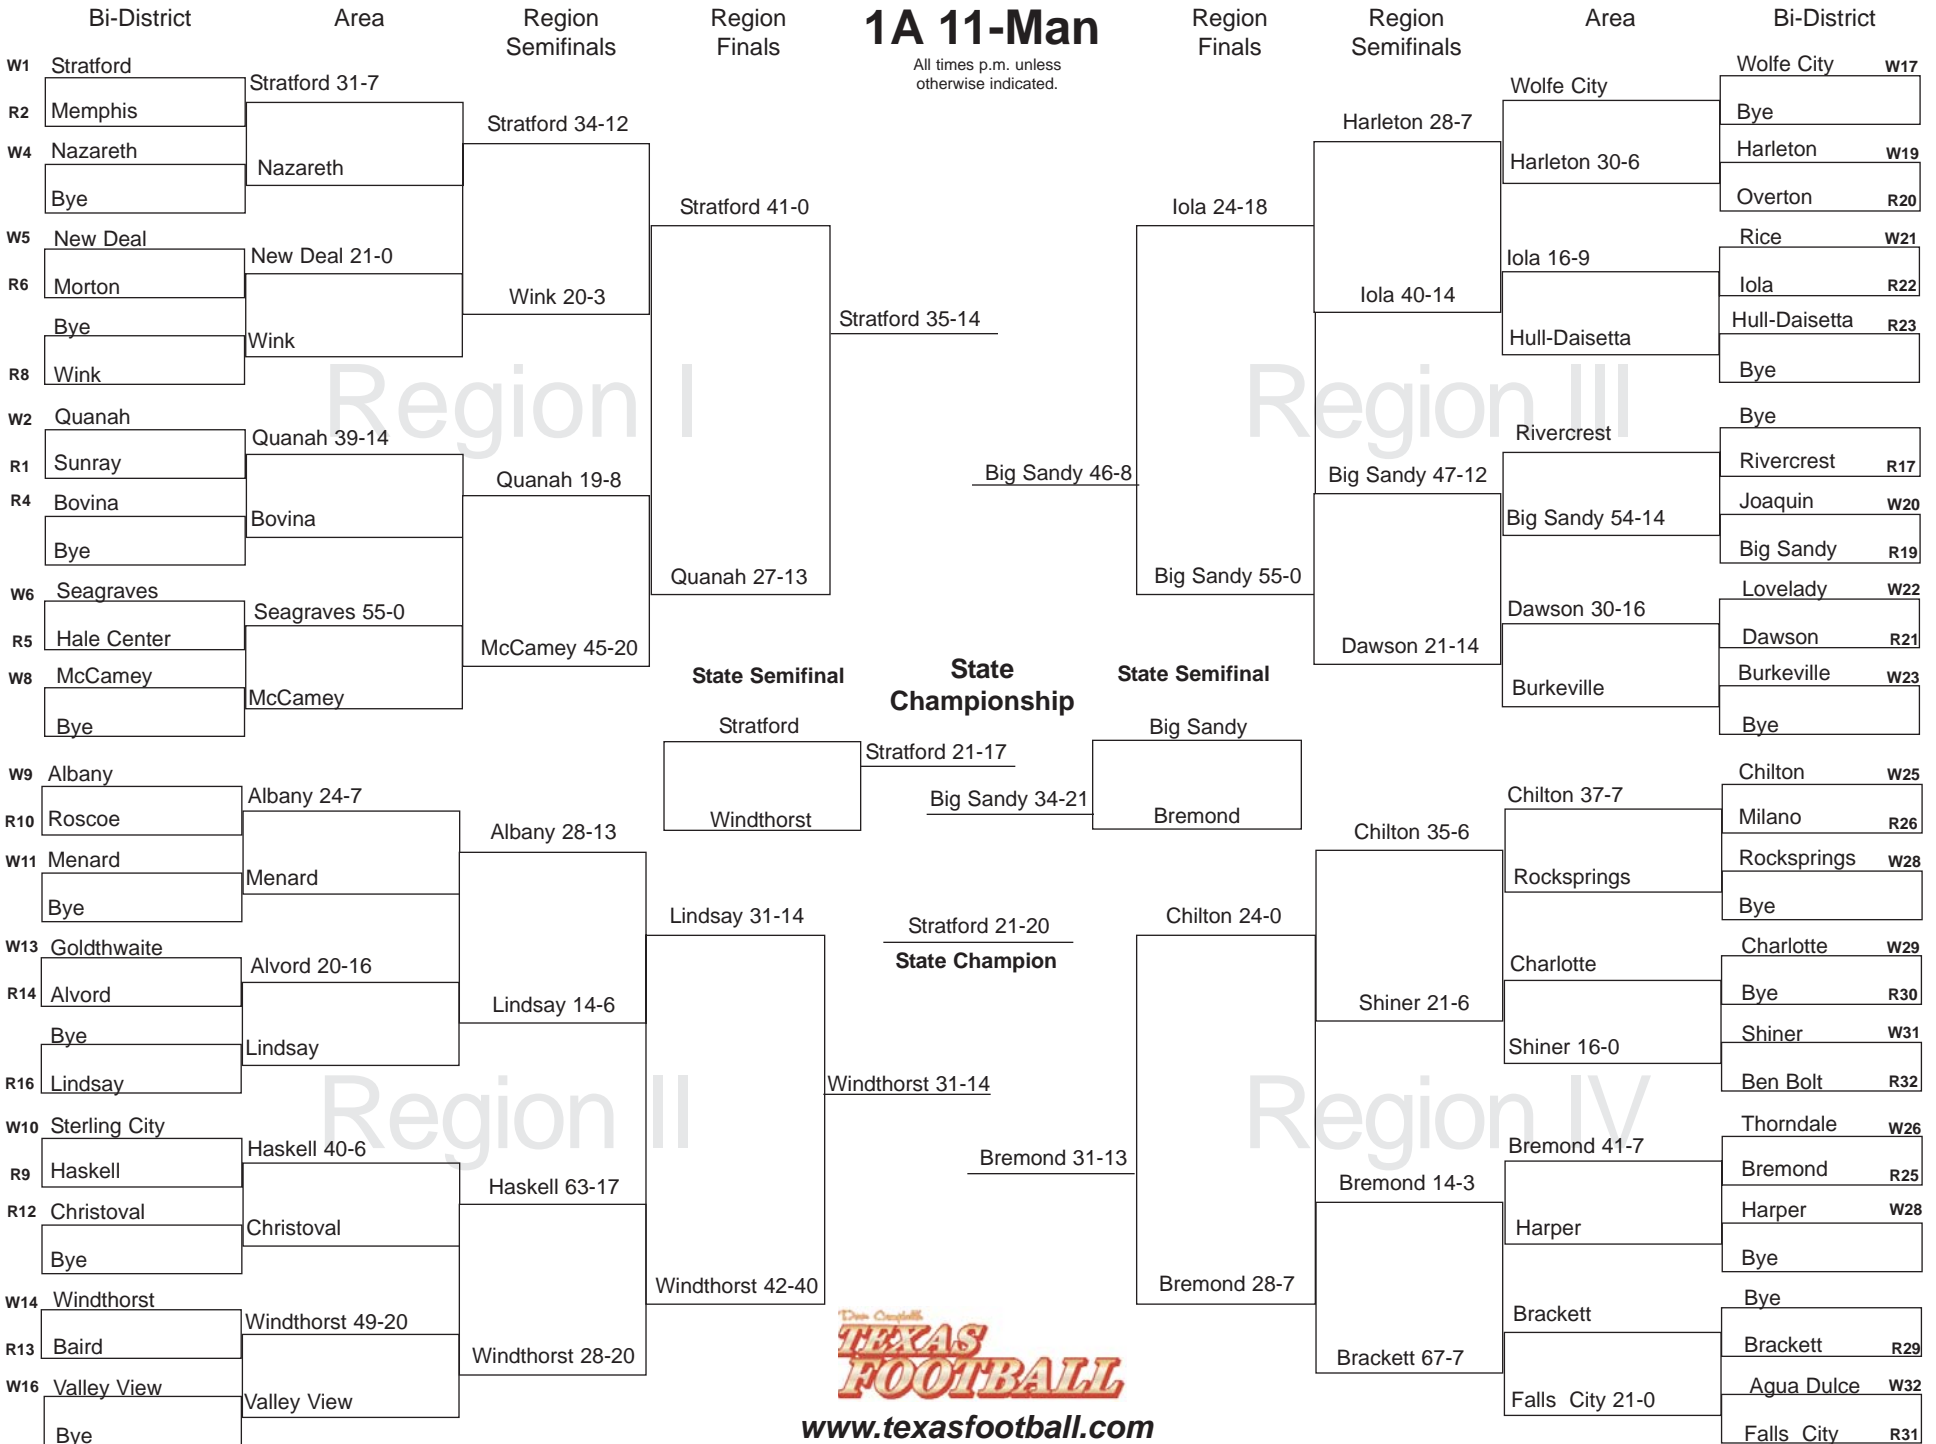 Bi-District
Area
Region
Semifinals
Region
Finals
1A 11-Man
All times p.m. unless
otherwise indicated.
Region
Finals
Region
Semifinals
Area
Bi-District
W1 Stratford
R2 Memphis
W4 Nazareth
Bye
W5 New Deal
R6 Morton
Bye
R8 Wink
W2 Quanah
R1 Sunray
R4 Bovina
Bye
W6 Seagraves
R5 Hale Center
W8 McCamey
Bye
Stratford 31-7
Nazareth
New Deal 21-0
Wink
Quanah 39-14
Bovina
Seagraves 55-0
McCamey
Stratford 34-12
Wink 20-3
Quanah 19-8
McCamey 45-20
Stratford 41-0
Quanah 27-13
Stratford 35-14
Region I
W9 Albany
R10 Roscoe
W11 Menard
Bye
W13 Goldthwaite
R14 Alvord
Bye
R16 Lindsay
W10 Sterling City
R9 Haskell
R12 Christoval
Bye
W14 Windthorst
R13 Baird
W16 Valley View
Bye
Albany 24-7
Menard
Alvord 20-16
Lindsay
Haskell 40-6
Christoval
Windthorst 49-20
Valley View
Albany 28-13
Lindsay 14-6
Haskell 63-17
Windthorst 28-20
Lindsay 31-14
Windthorst 42-40
Windthorst 31-14
Region II
State Semifinal
Stratford
Windthorst
State
Championship
Stratford 21-17
Big Sandy 34-21
State Semifinal
Big Sandy
Bremond
Stratford 21-20
State Champion
Wolfe City W17
Bye
Harleton W19
Overton R20
Rice W21
Iola R22
Hull-Daisetta R23
Bye
Bye
Rivercrest R17
Joaquin W20
Big Sandy R19
Lovelady W22
Dawson R21
Burkeville W23
Bye
Wolfe City
Harleton 30-6
Iola 16-9
Hull-Daisetta
Rivercrest
Big Sandy 54-14
Dawson 30-16
Burkeville
Harleton 28-7
Iola 40-14
Big Sandy 47-12
Dawson 21-14
Iola 24-18
Big Sandy 55-0
Big Sandy 46-8
Region III
Chilton W25
Milano R26
Rocksprings W28
Bye
Charlotte W29
Bye R30
Shiner W31
Ben Bolt R32
Thorndale W26
Bremond R25
Harper W28
Bye
Bye
Brackett R29
Agua Dulce W32
Falls City R31
Chilton 37-7
Rocksprings
Charlotte
Shiner 16-0
Bremond 41-7
Harper
Brackett
Falls City 21-0
Chilton 35-6
Shiner 21-6
Bremond 14-3
Brackett 67-7
Chilton 24-0
Bremond 28-7
Bremond 31-13
Region IV
Dave Campbell's
TEXAS
FOOTBALL
www.texasfootball.com